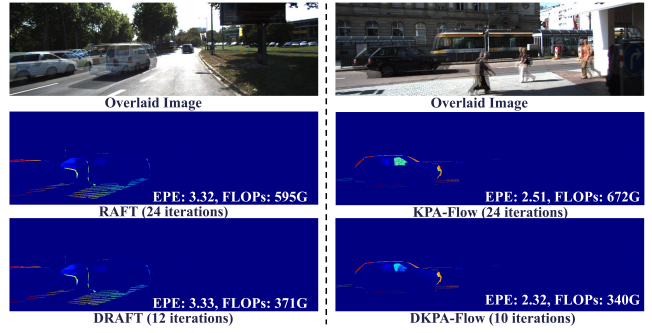 Overlaid Image
EPE: 3.32, FLOPs: 595G
RAFT (24 iterations)
EPE: 3.33, FLOPs: 371G
DRAFT (12 iterations)
Overlaid Image
EPE: 2.51, FLOPs: 672G
KPA-Flow (24 iterations)
EPE: 2.32, FLOPs: 340G
DKPA-Flow (10 iterations)